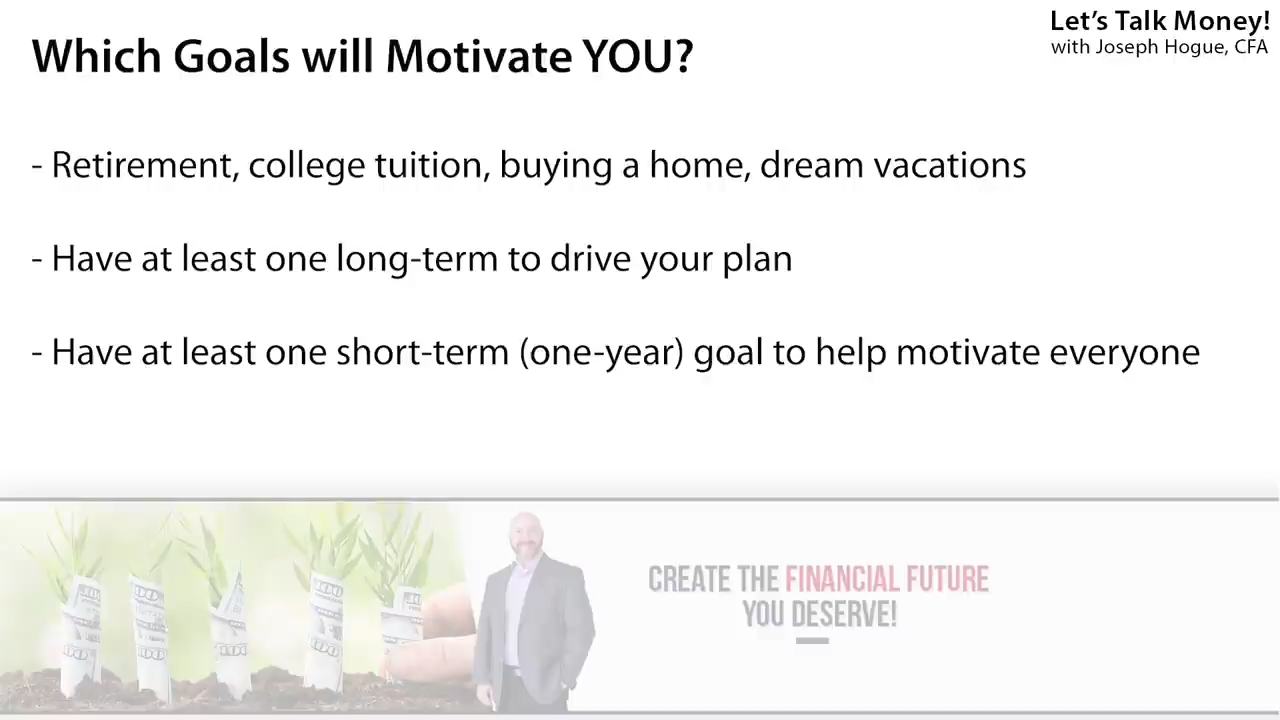 Let's Talk Money!
with Joseph Hogue, CFA
Which Goals will Motivate YOU?
- Retirement, college tuition, buying a home, dream vacations
- Have at least one long-term to drive your plan
- Have at least one short-term (one-year) goal to help motivate everyone
CREATE THE FINANCIAL FUTURE
YOU DESERVE!